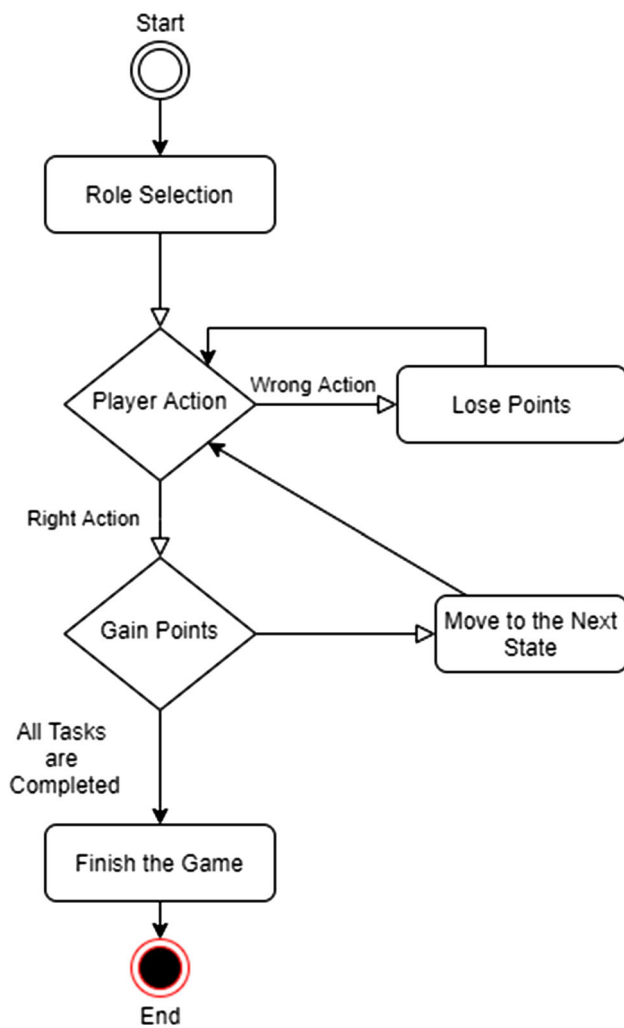 Start
Role Selection
Player Action
Wrong Action
Lose Points
Right Action
Gain Points
Move to the Next
State
All Tasks
are
Completed
Finish the Game
End